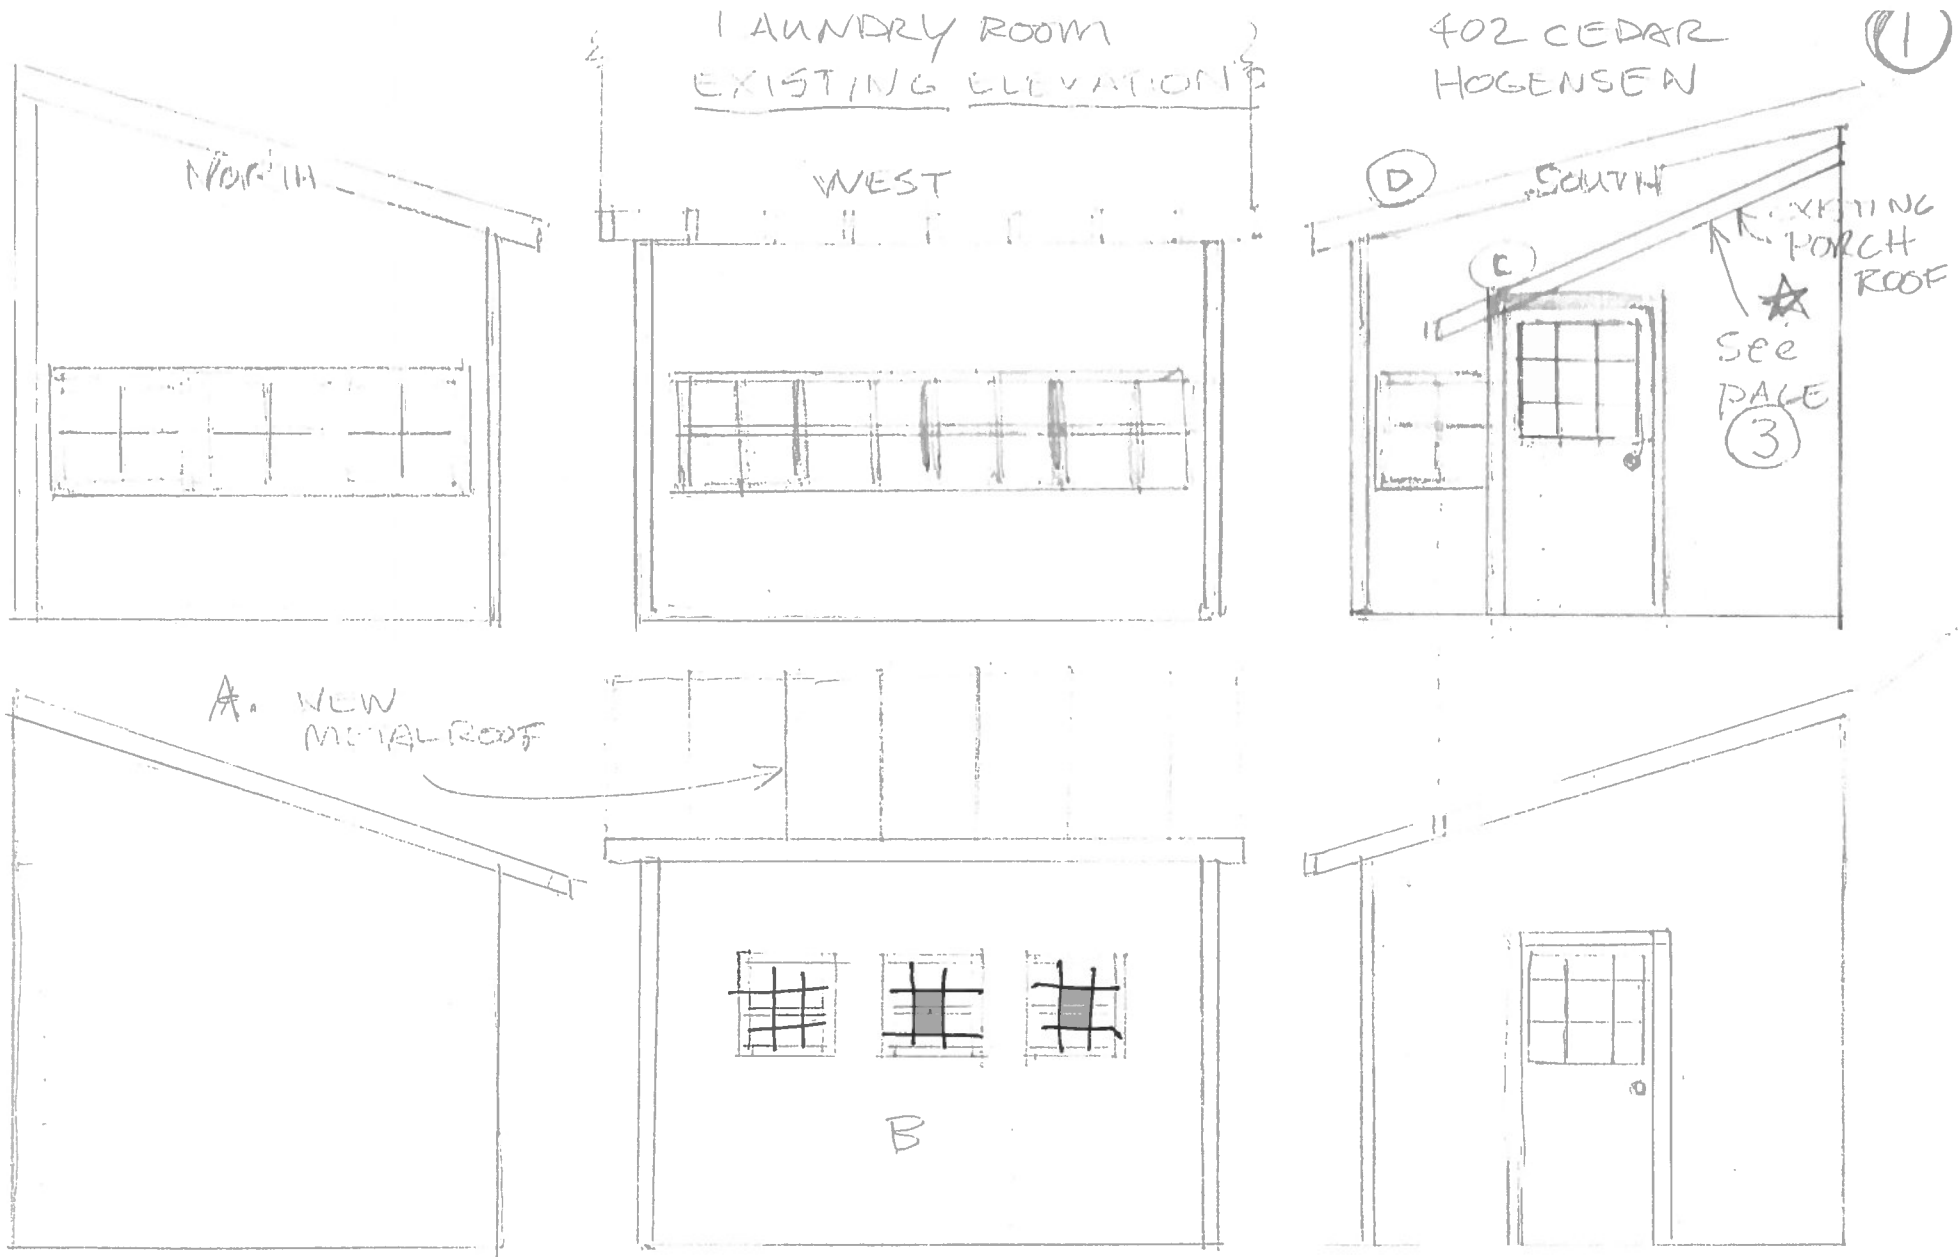 LAUNDRY ROOM
EXISTING ELEVATIONS
402 CEDAR
HOGENSEN
1
NORTH
WEST
D
SOUTH
EXISTING
PORCH
ROOF
C
See
PAGE
3
A. NEW
METAL ROOF
B